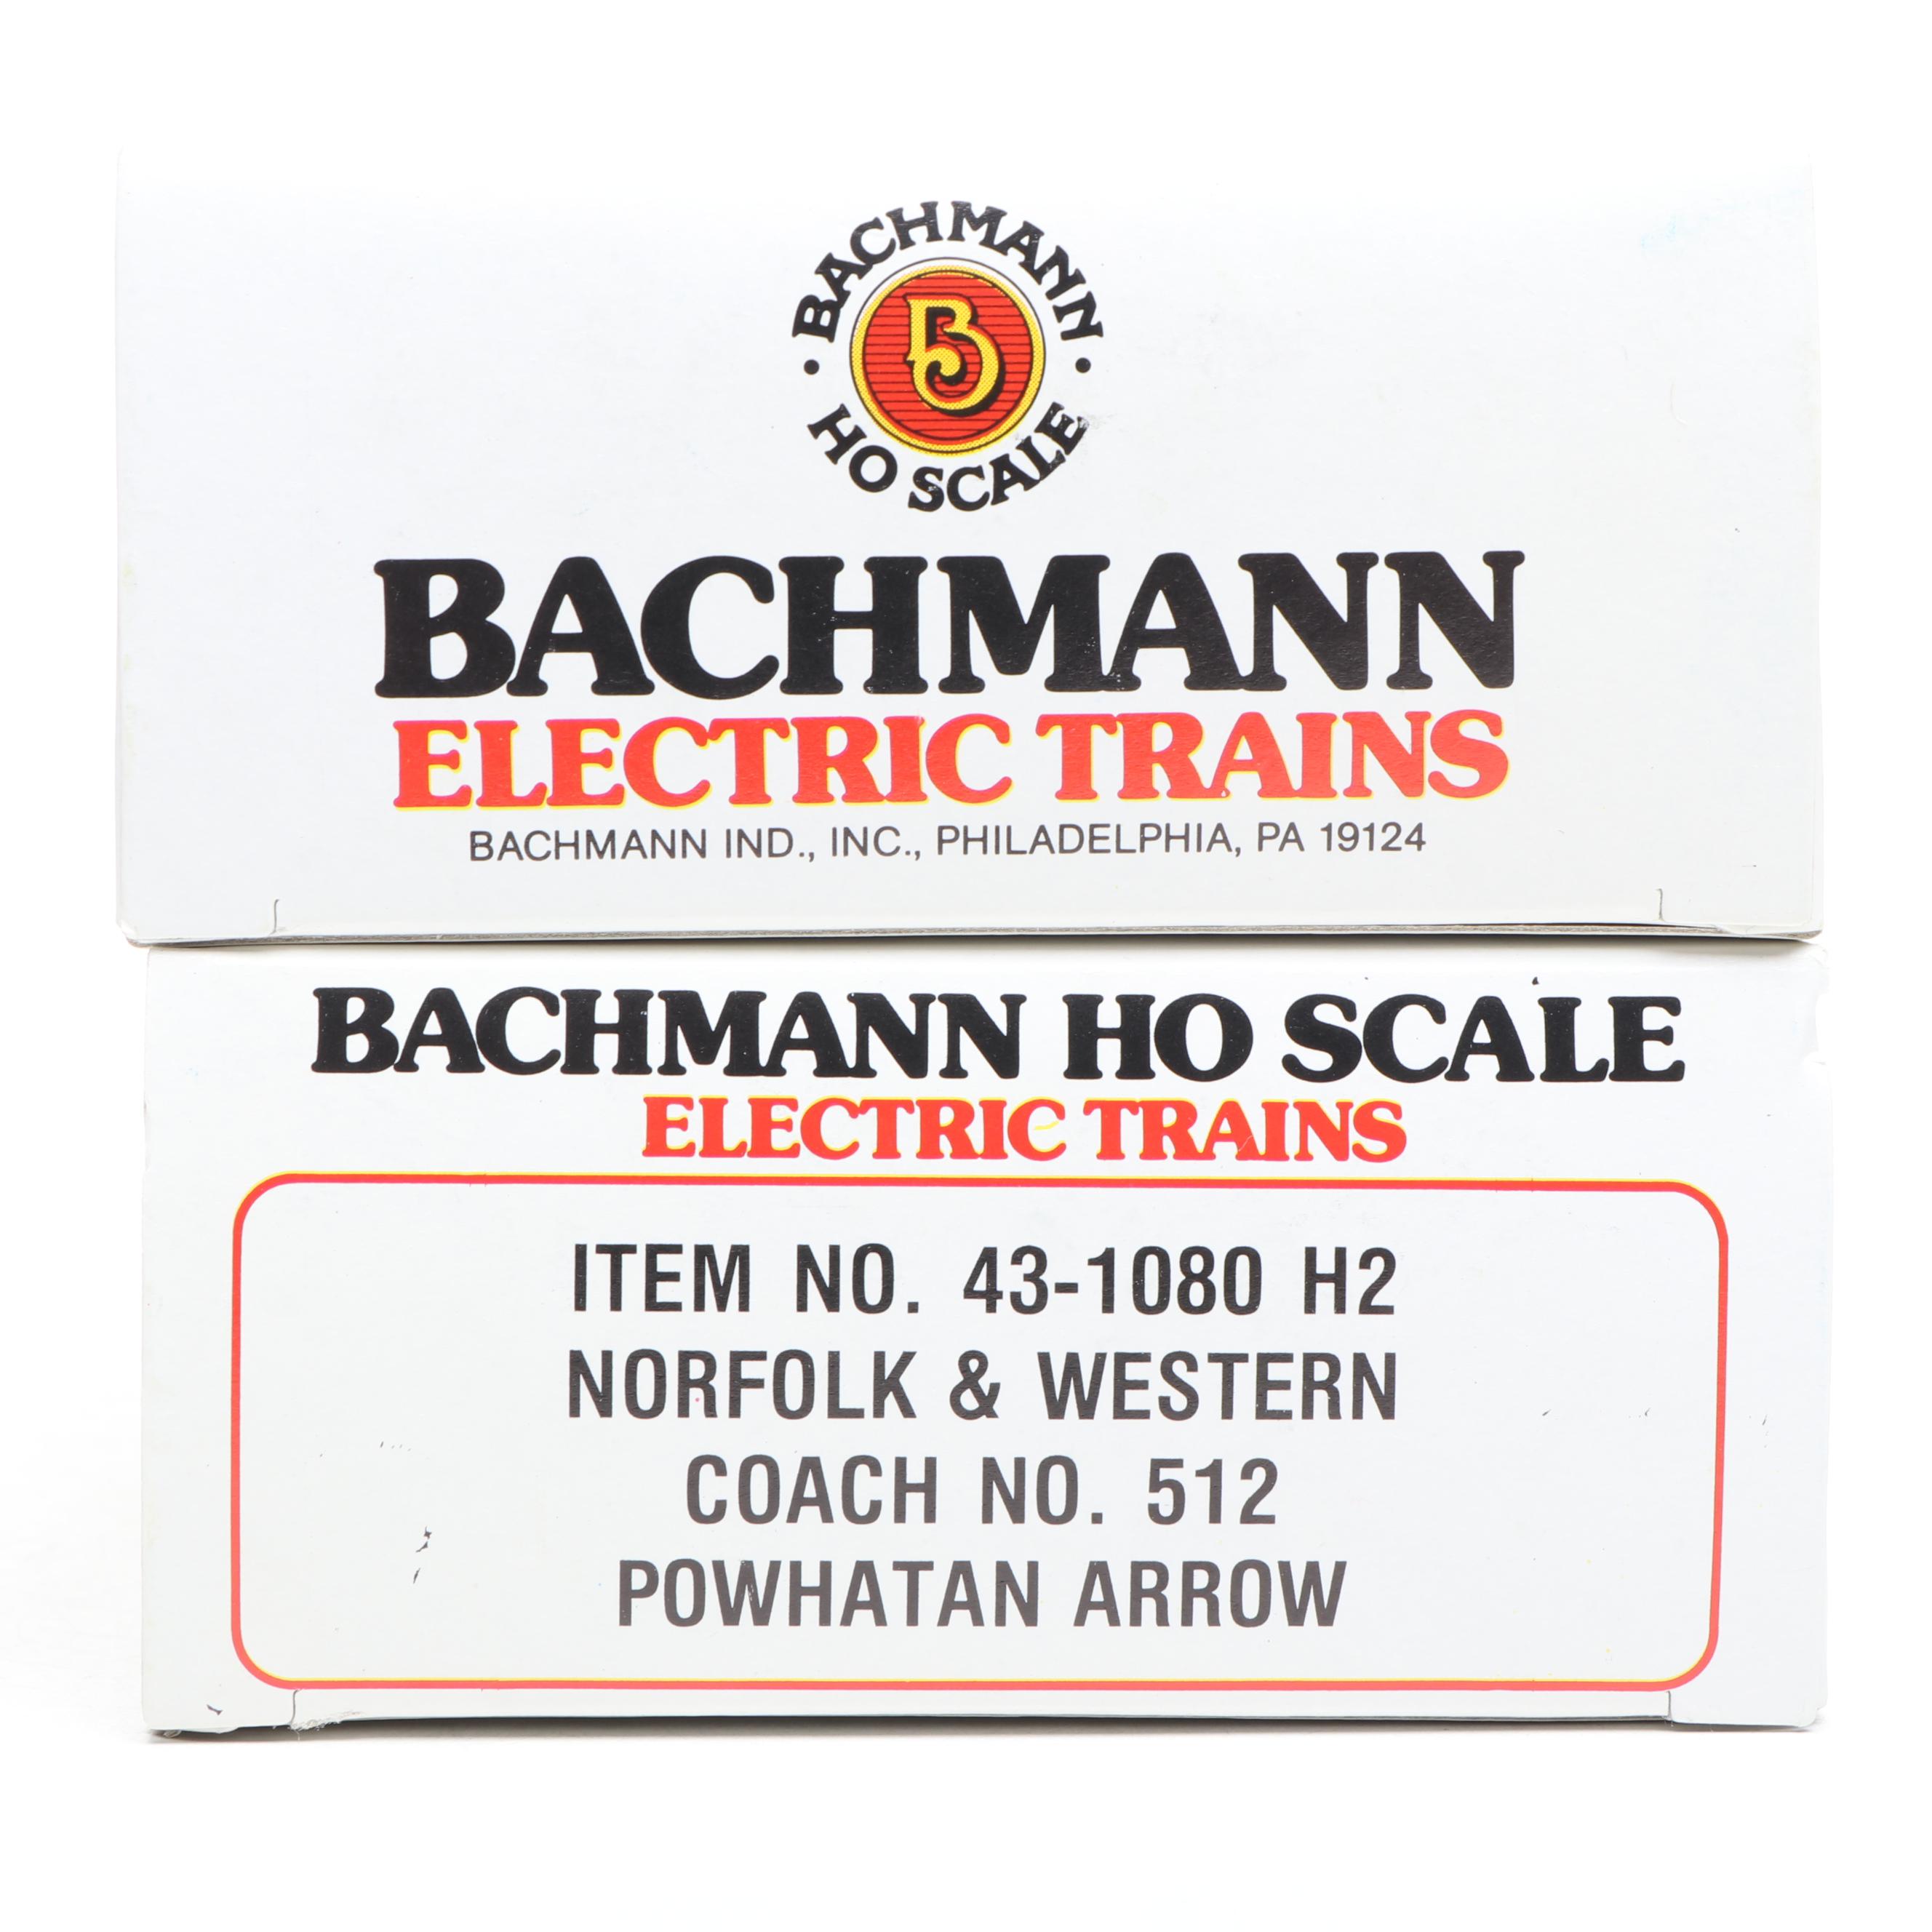 • BACHMANN •
B
HO SCALE
BACHMANN
ELECTRIC TRAINS
BACHMANN IND., INC., PHILADELPHIA, PA 19124
BACHMANN HO SCALE
ELECTRIC TRAINS
ITEM NO. 43-1080 H2
NORFOLK & WESTERN
COACH NO. 512
POWHATAN ARROW